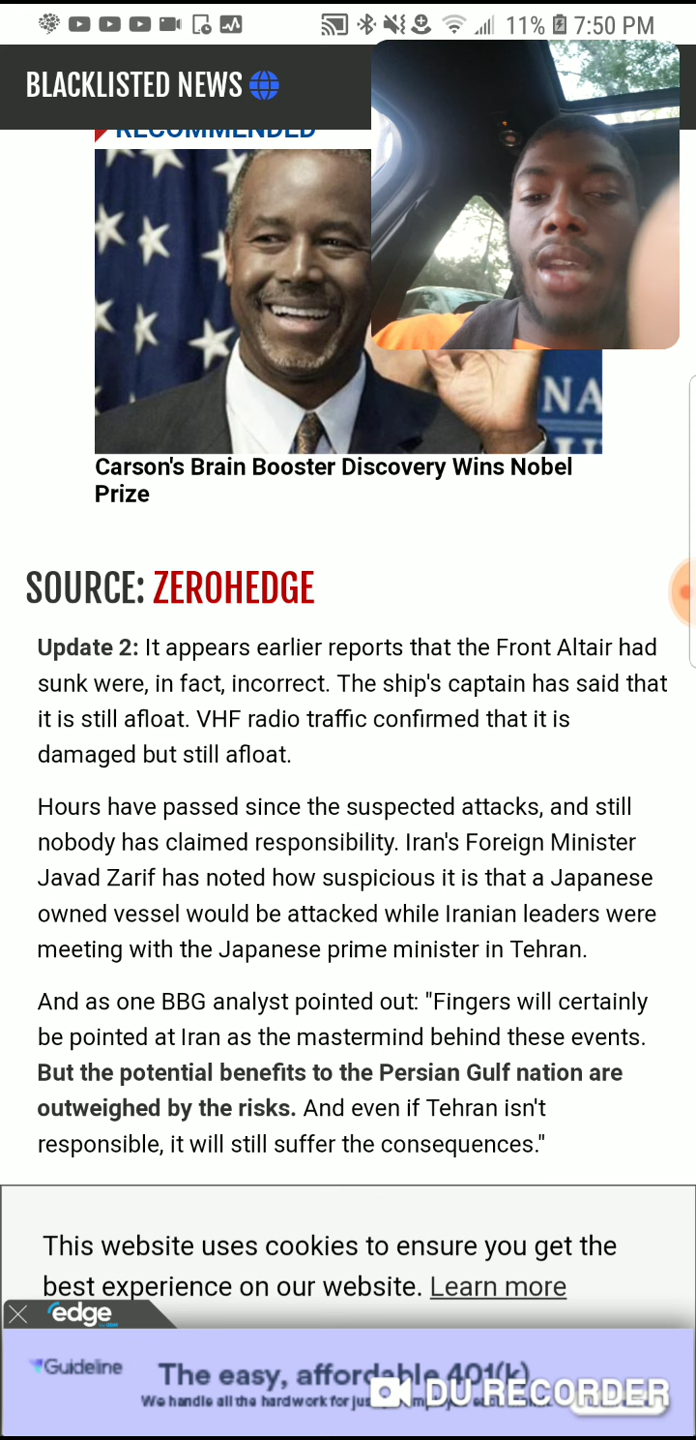 11% 7:50 PM
BLACKLISTED NEWS
RECOMMENDED
NA
Carson's Brain Booster Discovery Wins Nobel
Prize
SOURCE: ZEROHEDGE
Update 2: It appears earlier reports that the Front Altair had
sunk were, in fact, incorrect. The ship's captain has said that
it is still afloat. VHF radio traffic confirmed that it is
damaged but still afloat.
Hours have passed since the suspected attacks, and still
nobody has claimed responsibility. Iran's Foreign Minister
Javad Zarif has noted how suspicious it is that a Japanese
owned vessel would be attacked while Iranian leaders were
meeting with the Japanese prime minister in Tehran.
And as one BBG analyst pointed out: "Fingers will certainly
be pointed at Iran as the mastermind behind these events.
But the potential benefits to the Persian Gulf nation are
outweighed by the risks. And even if Tehran isn't
responsible, it will still suffer the consequences."
This website uses cookies to ensure you get the
best experience on our website. Learn more
edge
Guideline
The easy, affordable 401(k)
We handle all the hard work for
DU RECORDER